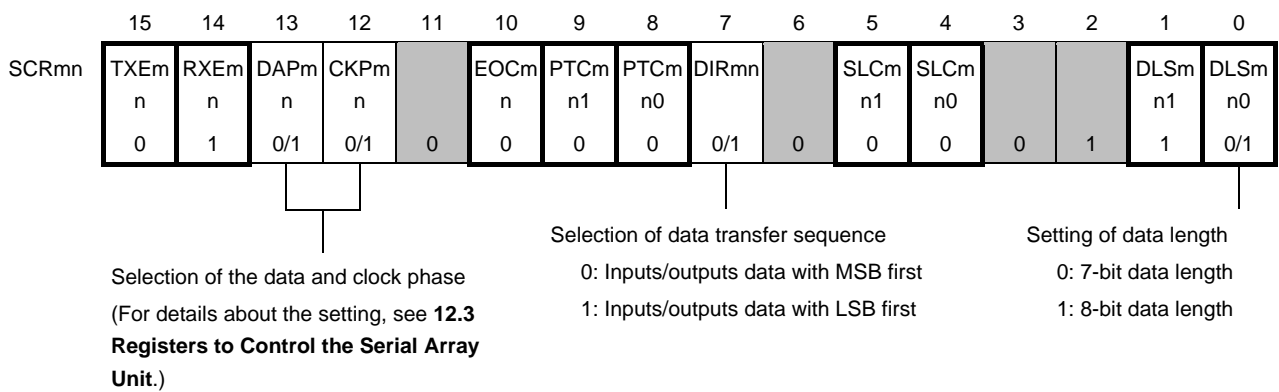 15 14 13 12 11 10 9 8 7 6 5 4 3 2 1 0
SCRmn TXEm RXEm DAPm CKPm EOCm PTCm PTCm DIRmn SLCm SLCm DLSm DLSm
n n n n n n1 n0 n1 n0 n1 n0
0 1 0/1 0/1 0 0 0 0 0/1 0 0 0 0 1 1 0/1
Selection of the data and clock phase
(For details about the setting, see 12.3
Registers to Control the Serial Array
Unit.)
Selection of data transfer sequence
0: Inputs/outputs data with MSB first
1: Inputs/outputs data with LSB first
Setting of data length
0: 7-bit data length
1: 8-bit data length